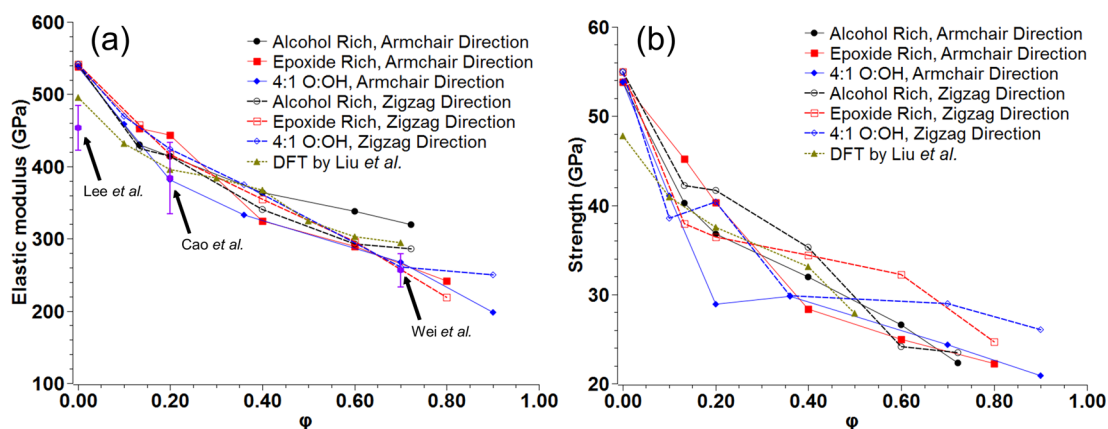 (a)
Elastic modulus (GPa)
600
500
400
300
200
100
Alcohol Rich, Armchair Direction
Epoxide Rich, Armchair Direction
4:1 O:OH, Armchair Direction
Alcohol Rich, Zigzag Direction
Epoxide Rich, Zigzag Direction
4:1 O:OH, Zigzag Direction
DFT by Liu et al.
Lee et al.
Cao et al.
Wei et al.
0.00 0.20 0.40 0.60 0.80 1.00
φ
(b)
Strength (GPa)
60
50
40
30
20
Alcohol Rich, Armchair Direction
Epoxide Rich, Armchair Direction
4:1 O:OH, Armchair Direction
Alcohol Rich, Zigzag Direction
Epoxide Rich, Zigzag Direction
4:1 O:OH, Zigzag Direction
DFT by Liu et al.
0.00 0.20 0.40 0.60 0.80 1.00
φ